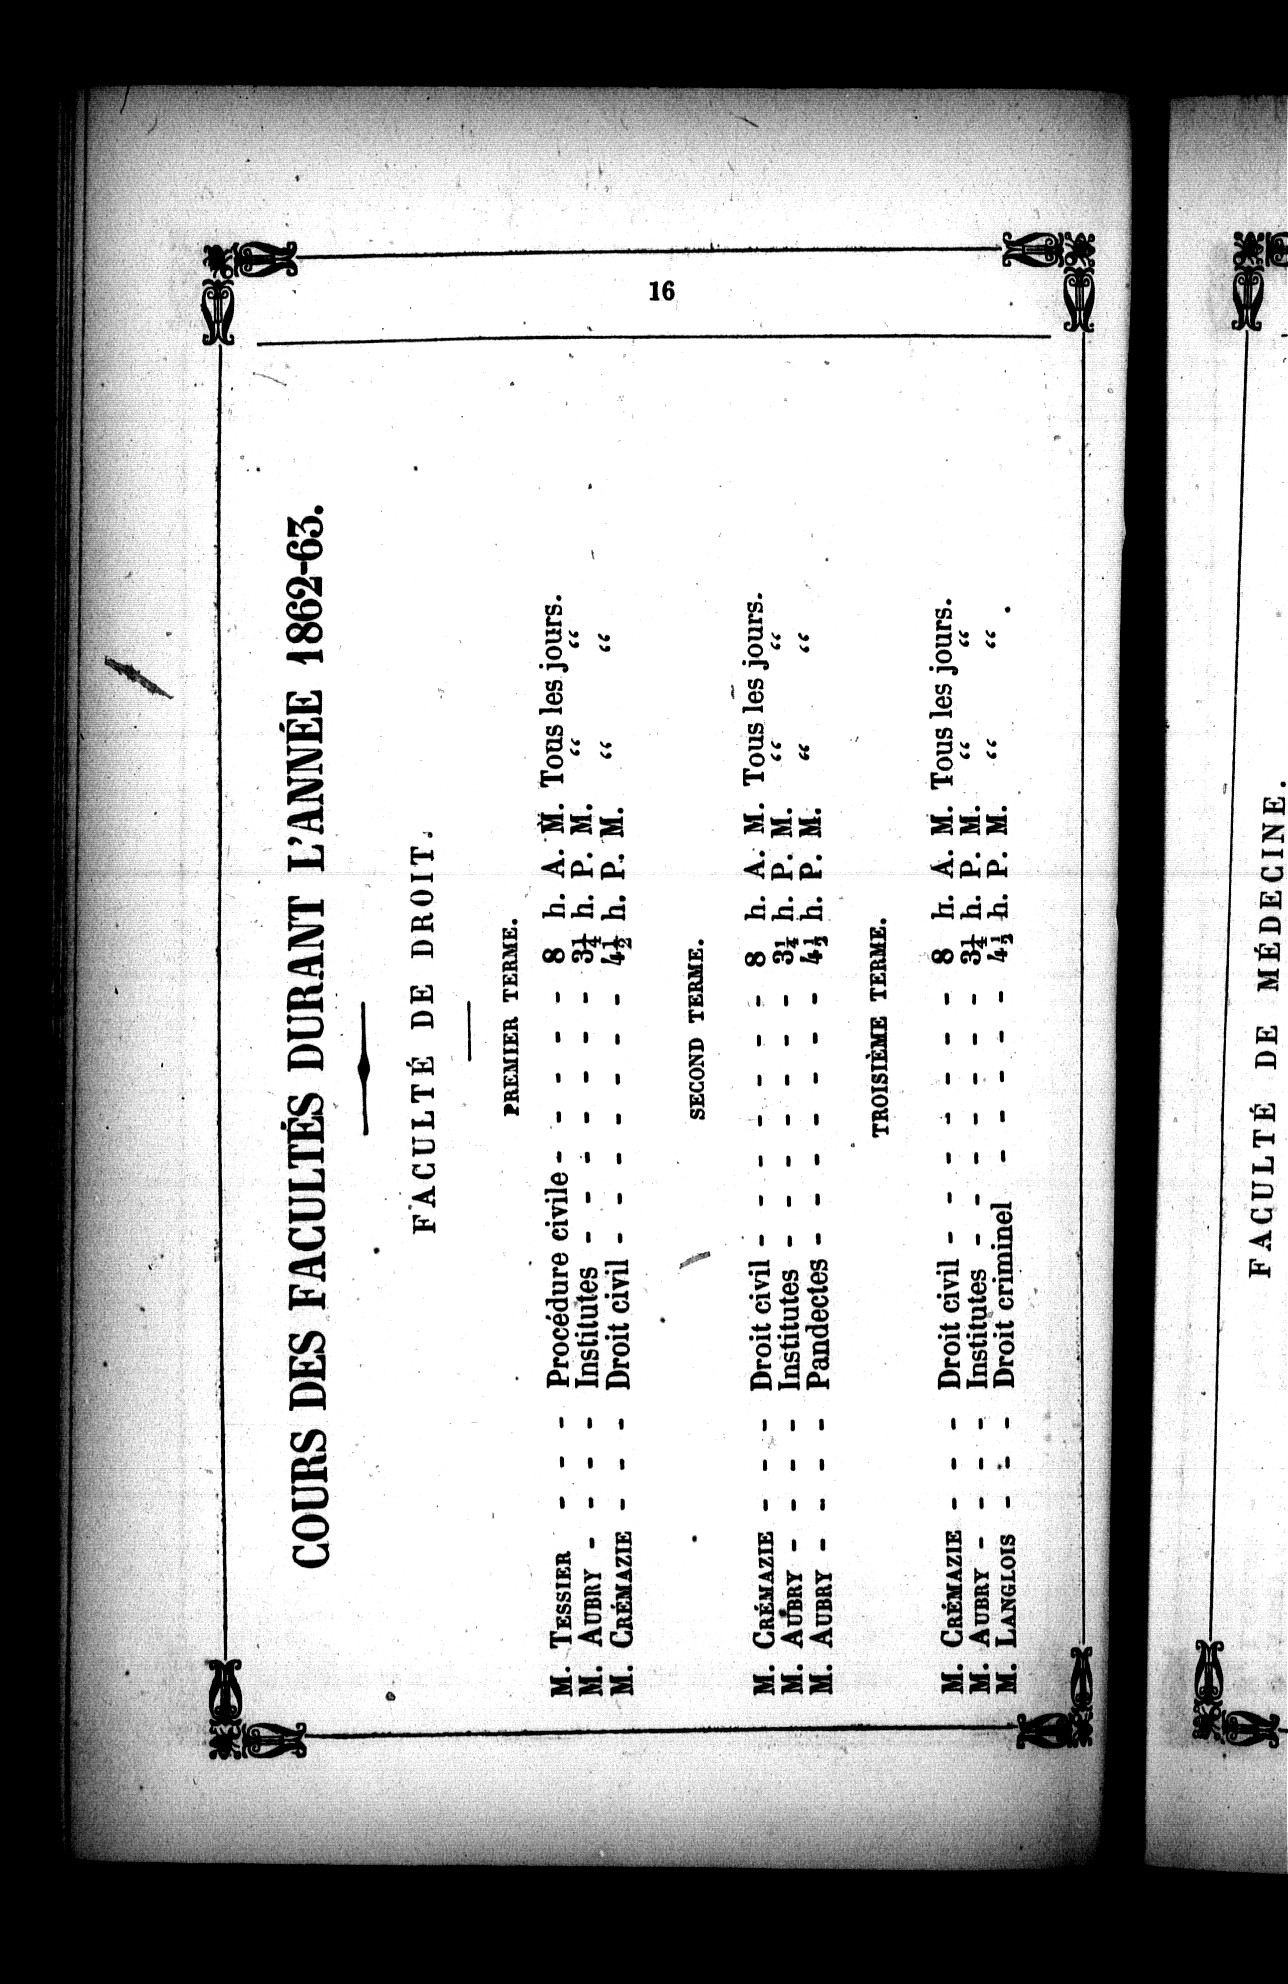 16
COURS DES FACULTÉS DURANT L'ANNÉE 1862-63.
FACULTÉ DE DROIT.
PREMIER TERME.
M. TESSIER - - - Procédure civile - - - - - 8 h. A. M. Tous les jours.
M. AUBRY - - - - Institutes - - - - - - - 3¼ h. P. M. “ “
M. CRÉMAZIE - - - Droit civil - - - - - - - 4½ h. P. M. “ “
SECOND TERME.
M. CRÉMAZIE - - - Droit civil - - - - - - - 8 h. A. M. Tous les jours.
M. AUBRY - - - - Institutes - - - - - - - 3¼ h. P. M. “ “
M. AUBRY - - - - Pandectes - - - - - - - 4½ h. P. M. “ “
TROISIÈME TERME.
M. CRÉMAZIE - - - Droit civil - - - - - - - 8 h. A. M. Tous les jours.
M. AUBRY - - - - Institutes - - - - - - - 3¼ h. P. M. “ “
M. LANGLOIS - - - Droit criminel - - - - - 4½ h. P. M. “ “
FACULTÉ DE MÉDECINE.